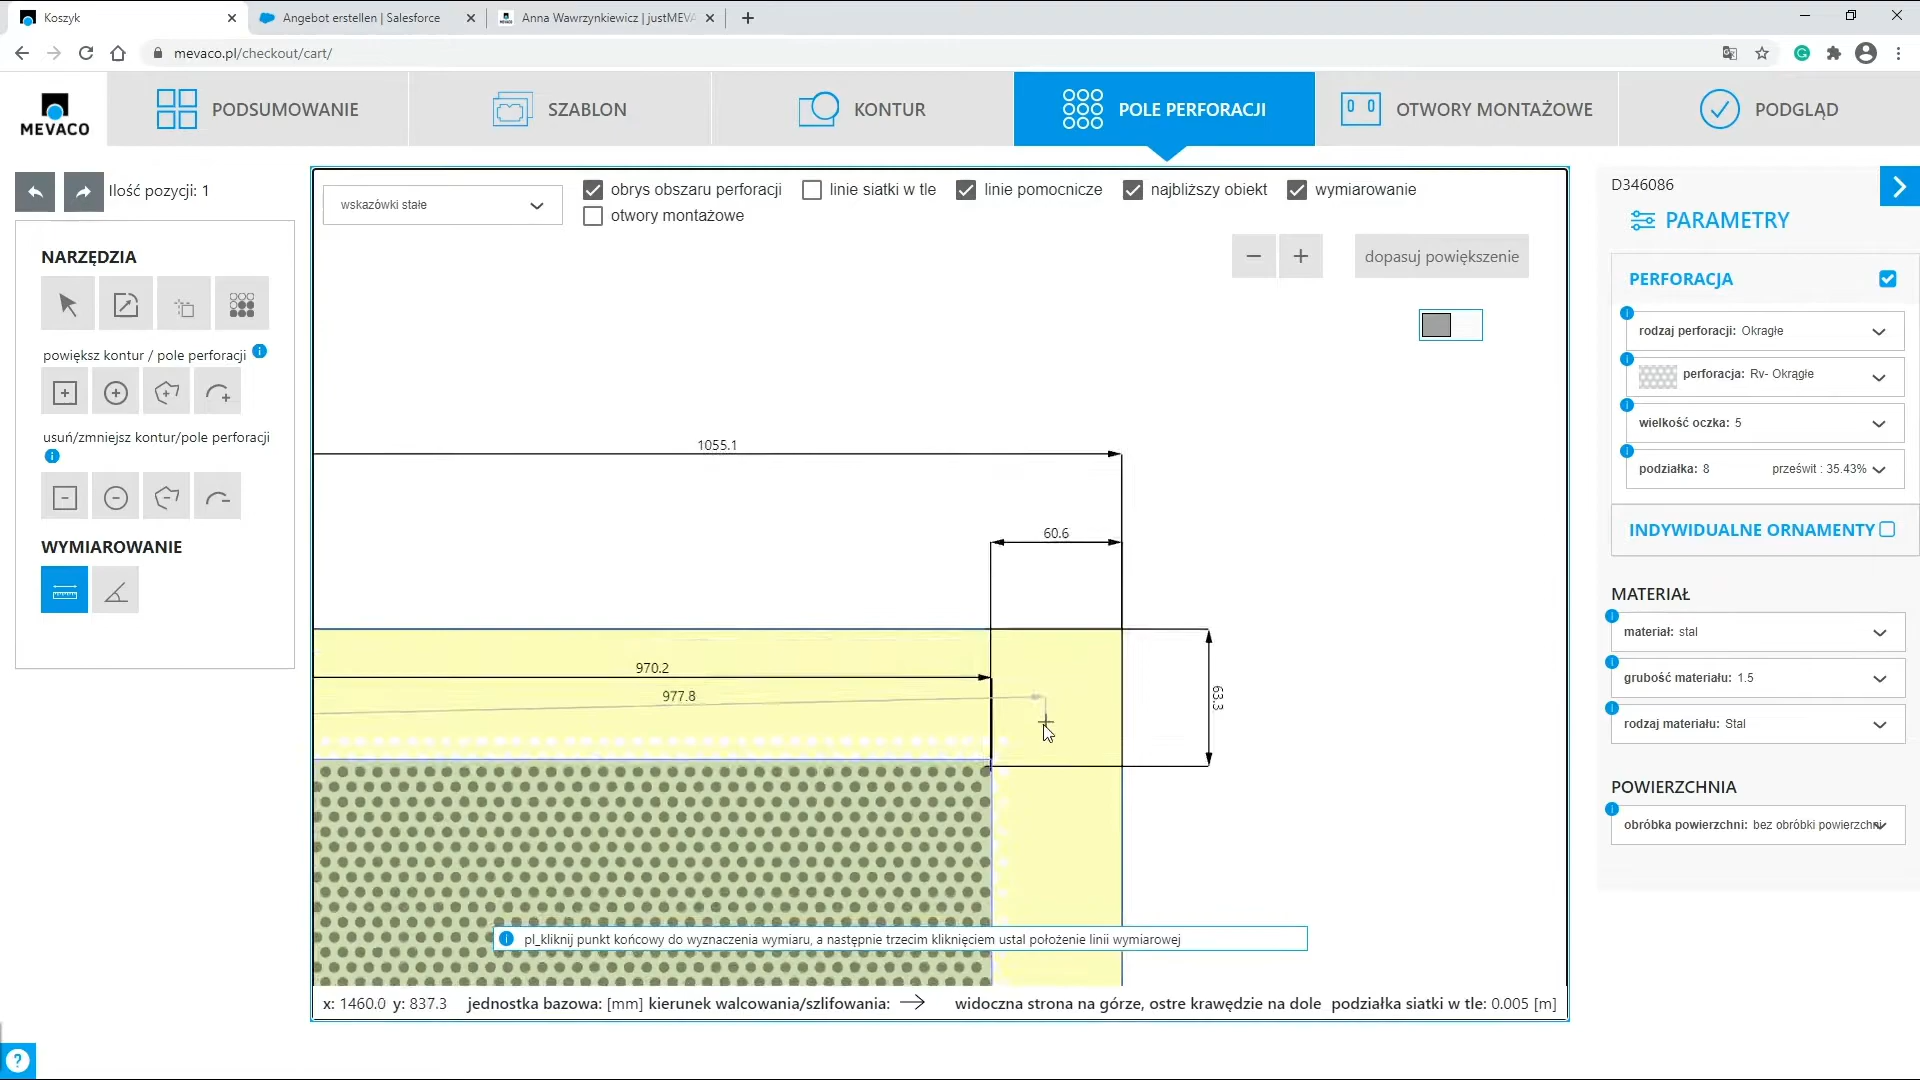 Koszyk
Angebot erstellen | Salesforce
Anna Wawrzynkiewicz | justMEVA
mevaco.pl/checkout/cart/
MEVACO
PODSUMOWANIE
SZABLON
KONTUR
POLE PERFORACJI
OTWORY MONTAŻOWE
PODGLĄD
Ilość pozycji: 1
NARZĘDZIA
powiększ kontur / pole perforacji
usuń/zmniejsz kontur/pole perforacji
WYMIAROWANIE
wskazówki stałe
obrys obszaru perforacji
linie siatki w tle
linie pomocnicze
najbliższy obiekt
wymiarowanie
otwory montażowe
dopasuj powiększenie
1055.1
60.6
970.2
977.8
63.3
pl_kliknij punkt końcowy do wyznaczenia wymiaru, a następnie trzecim kliknięciem ustal położenie linii wymiarowej
x: 1460.0 y: 837.3 jednostka bazowa: [mm] kierunek walcowania/szlifowania: widoczna strona na górze, ostre krawędzie na dole podziałka siatki w tle: 0.005 [m]
D346086
PARAMETRY
PERFORACJA
rodzaj perforacji: Okrągłe
perforacja: Rv- Okrągłe
wielkość oczka: 5
podziałka: 8 prześwit : 35.43%
INDYWIDUALNE ORNAMENTY
MATERIAŁ
materiał: stal
grubość materiału: 1.5
rodzaj materiału: Stal
POWIERZCHNIA
obróbka powierzchni: bez obróbki powierzchni
?